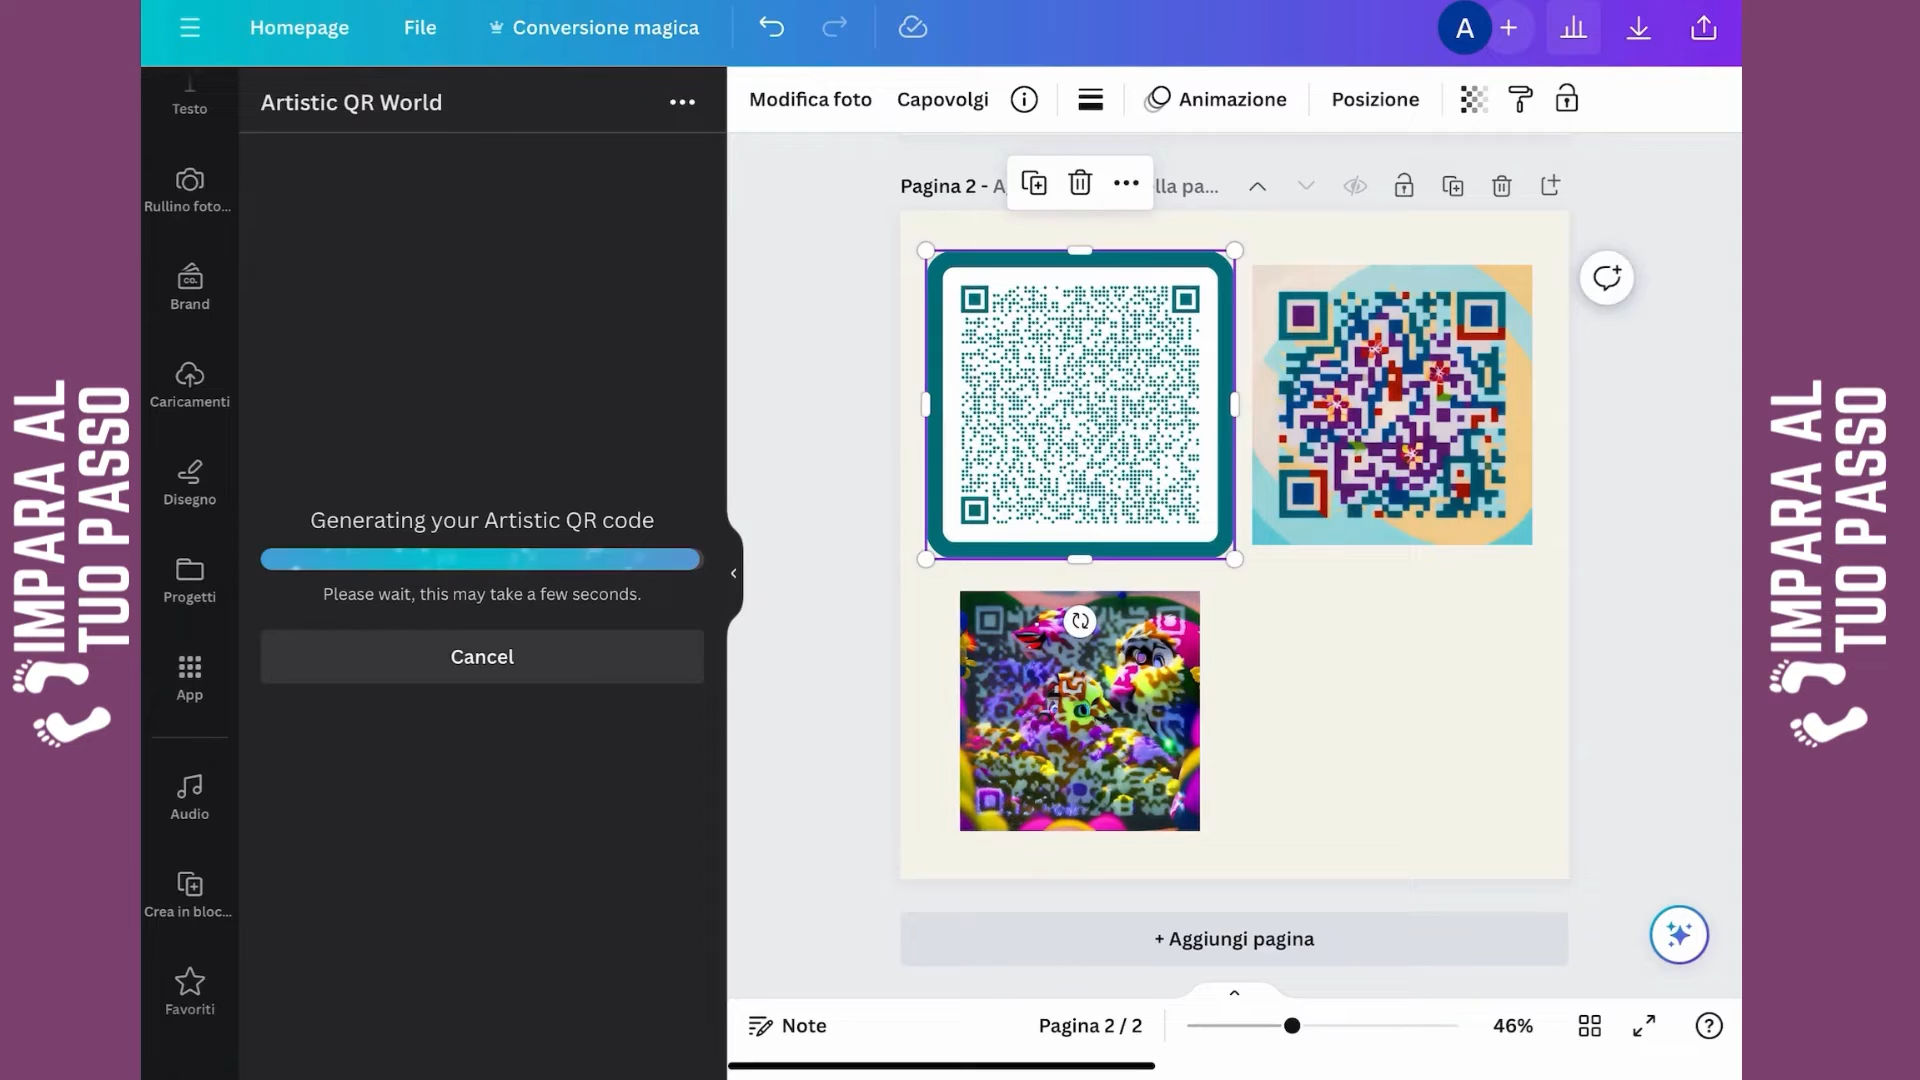 Homepage
File
Conversione magica
A
Testo
Artistic QR World
Modifica foto
Capovolgi
Animazione
Posizione
Rullino foto...
Pagina 2 - A
lla pa...
Brand
Caricamenti
Disegno
Generating your Artistic QR code
Please wait, this may take a few seconds.
Cancel
Progetti
App
Audio
Crea in bloc...
Favoriti
+ Aggiungi pagina
Note
Pagina 2 / 2
46%
IMPARA AL
TUO PASSO
IMPARA AL
TUO PASSO